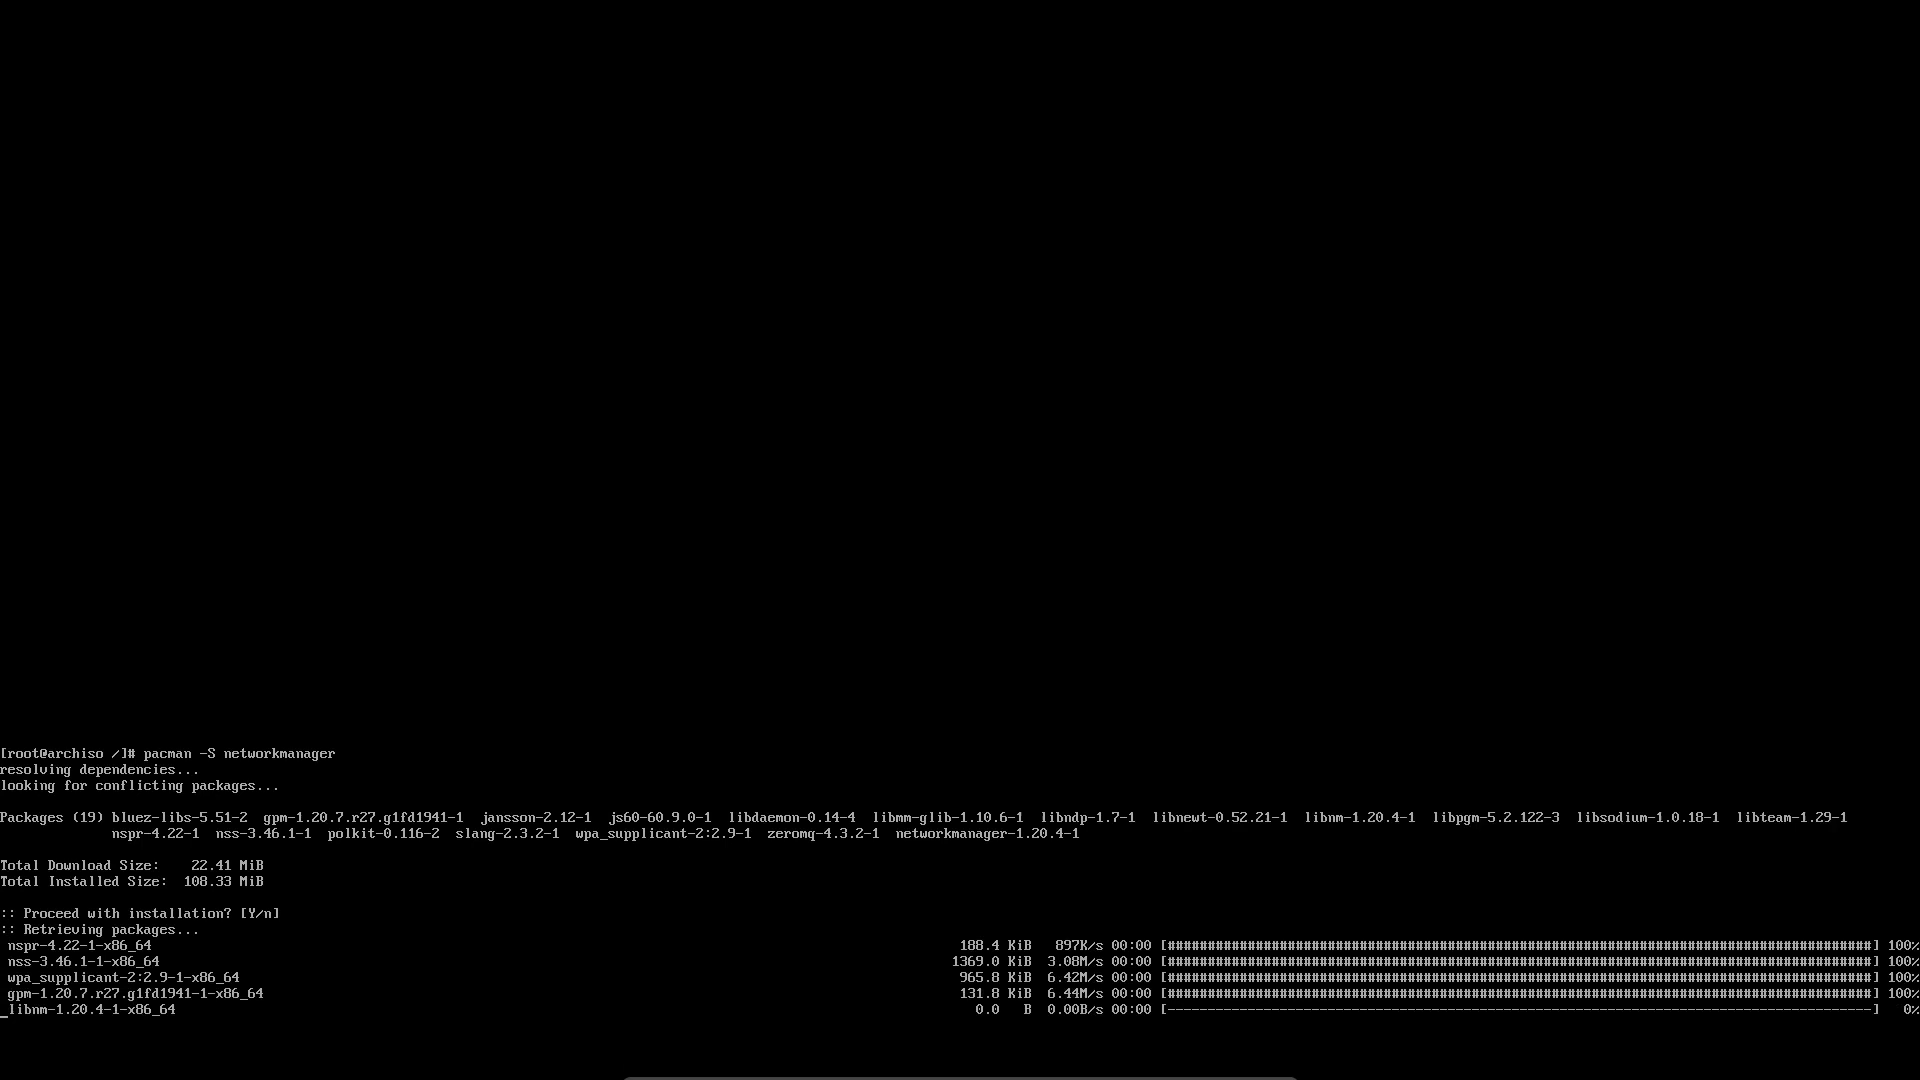 [root@archiso /]# pacman -S networkmanager
resolving dependencies...
looking for conflicting packages...
Packages (19) bluez-libs-5.51-2  gpm-1.20.7.r27.g1fd1941-1  jansson-2.12-1  js60-60.9.0-1  libdaemon-0.14-4  libmm-glib-1.10.6-1  libndp-1.7-1  libnewt-0.52.21-1  libnm-1.20.4-1  libpgm-5.2.122-3  libsodium-1.0.18-1  libteam-1.29-1
nspr-4.22-1  nss-3.46.1-1  polkit-0.116-2  slang-2.3.2-1  wpa_supplicant-2:2.9-1  zeromq-4.3.2-1  networkmanager-1.20.4-1
Total Download Size:    22.41 MiB
Total Installed Size:  108.33 MiB
:: Proceed with installation? [Y/n]
:: Retrieving packages...
nspr-4.22-1-x86_64 188.4 KiB 897K/s 00:00 [########################################################################################] 100%
nss-3.46.1-1-x86_64 1369.0 KiB 3.08M/s 00:00 [########################################################################################] 100%
wpa_supplicant-2:2.9-1-x86_64 965.8 KiB 6.42M/s 00:00 [########################################################################################] 100%
gpm-1.20.7.r27.g1fd1941-1-x86_64 131.8 KiB 6.44M/s 00:00 [########################################################################################] 100%
_libnm-1.20.4-1-x86_64 0.0 B 0.00B/s 00:00 [----------------------------------------------------------------------------------------] 0%